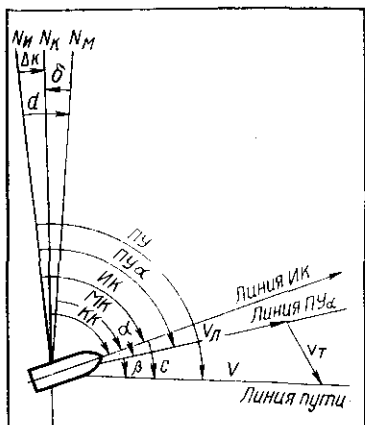 Nи Nк Nм
Δк
δ
d
ПУ
ПУα
ИК
МК
КК
α
β
С
Vл
V
Vт
Линия ИК
Линия ПУα
Линия пути